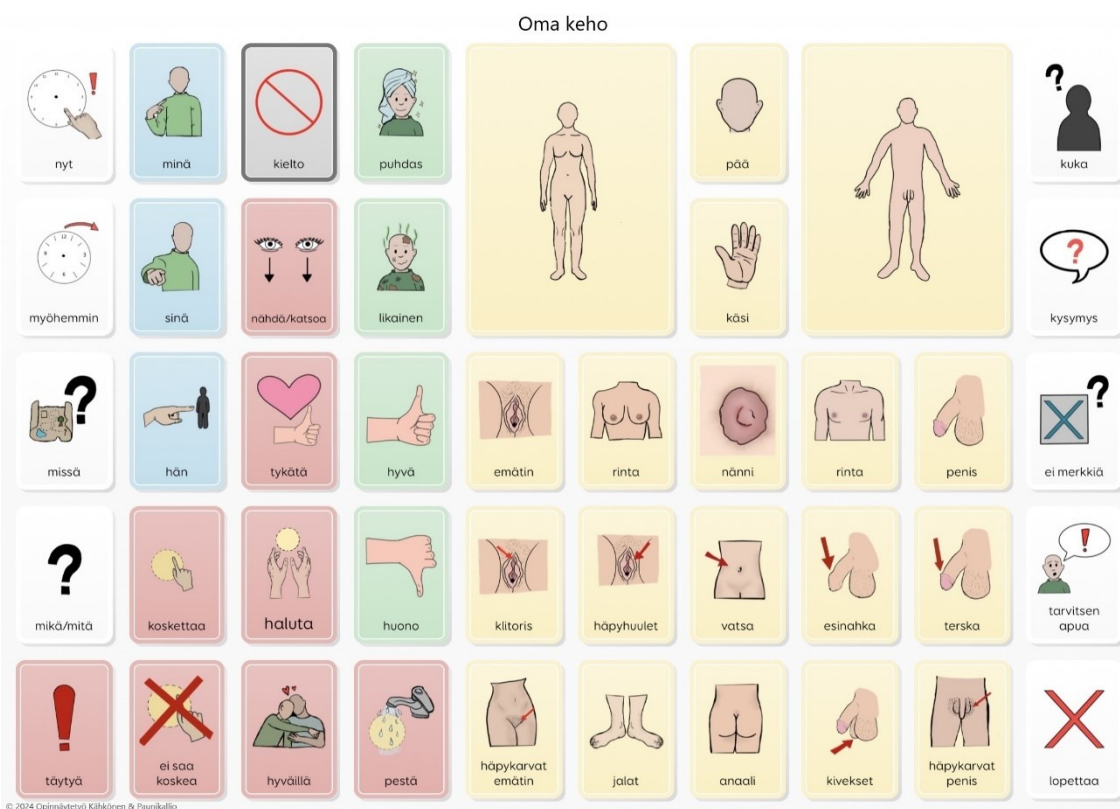 Oma keho
nyt
minä
kielto
puhdas
pää
kuka
myöhemmin
sinä
nähdä/katsoa
likainen
käsi
kysymys
missä
hän
tykätä
hyvä
emätin
rinta
nänni
rinta
penis
ei merkkiä
mikä/mitä
koskettaa
haluta
huono
klitoris
häpyhuulet
vatsa
esinahka
terska
tarvitsen
apua
täytyä
ei saa
koskea
hyväillä
pestä
häpykarvat
emätin
jalat
anaali
kivekset
häpykarvat
penis
lopettaa
© 2024 Opinnäytetyö Kähkönen & Paunikallio